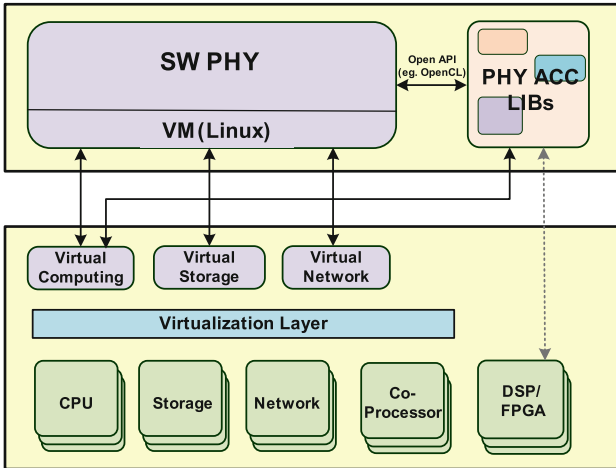 SW PHY
VM(Linux)
Open API
(eg. OpenCL)
PHY ACC
LIBs
Virtual
Computing
Virtual
Storage
Virtual
Network
Virtualization Layer
CPU
Storage
Network
Co-
Processor
DSP/
FPGA